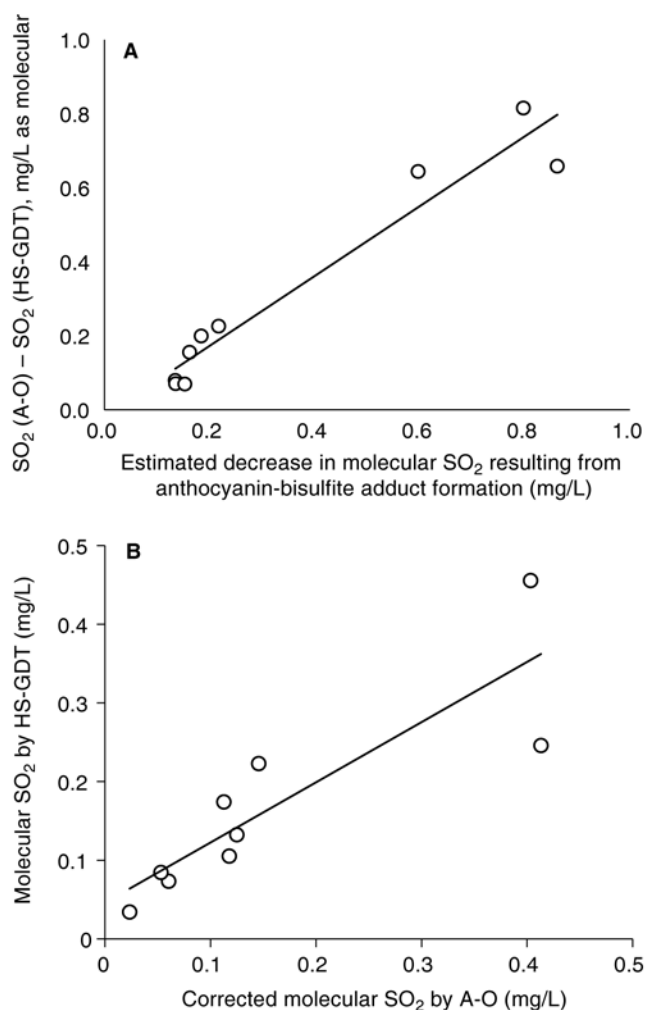 A
SO₂ (A-O) – SO₂ (HS-GDT), mg/L as molecular
1.0
0.8
0.6
0.4
0.2
0.0
0.0 0.2 0.4 0.6 0.8 1.0
Estimated decrease in molecular SO₂ resulting from
anthocyanin-bisulfite adduct formation (mg/L)
B
Molecular SO₂ by HS-GDT (mg/L)
0.5
0.4
0.3
0.2
0.1
0
0 0.1 0.2 0.3 0.4 0.5
Corrected molecular SO₂ by A-O (mg/L)